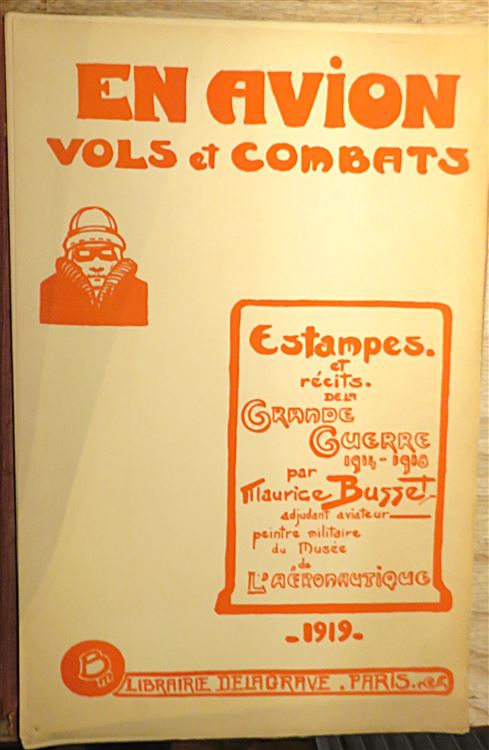 EN AVION
VOLS et COMBATS
Estampes.
et
récits.
DE LA
GRANDE
GUERRE
1914-1918
par
Maurice Busset
adjudant aviateur
peintre militaire
du Musée
de
L'AÉRONAUTIQUE
-1919-
LIBRAIRIE DELAGRAVE. PARIS.